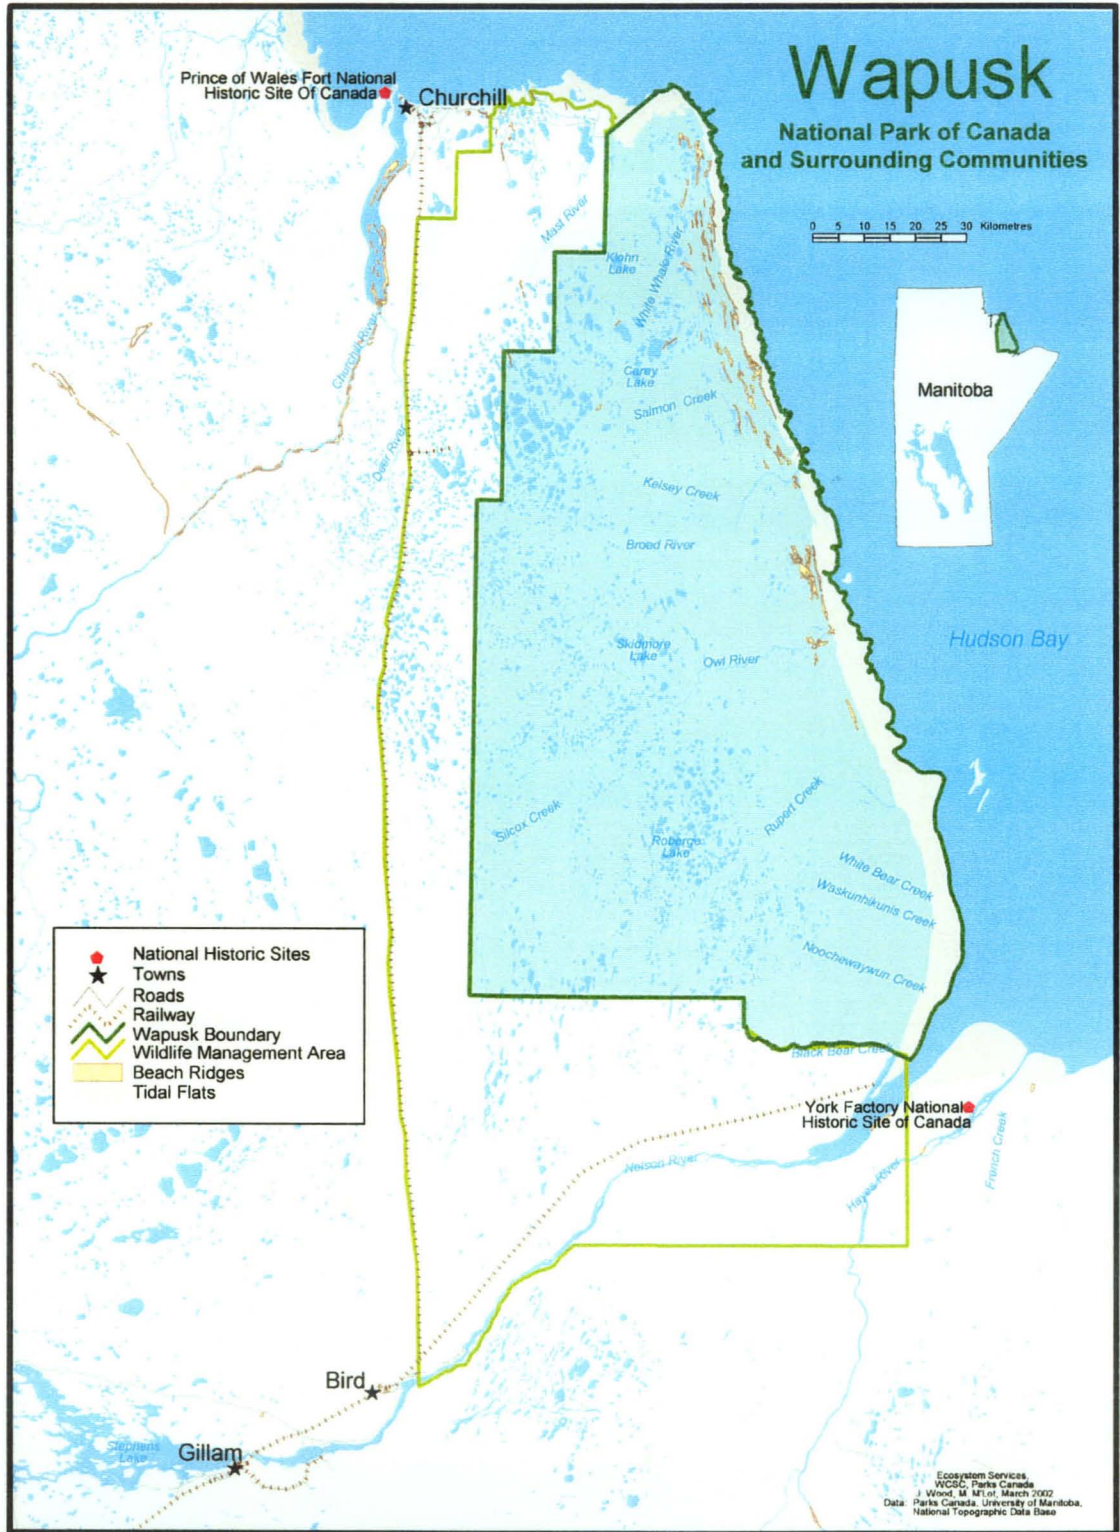 Wapusk
National Park of Canada
and Surrounding Communities
0 5 10 15 20 25 30 Kilometres
Prince of Wales Fort National
Historic Site Of Canada
Churchill
Mast River
Klohn
Lake
White Whale River
Churchill River
Carey
Lake
Salmon Creek
Deer River
Manitoba
Kelsey Creek
Broad River
Hudson Bay
Skidmore
Lake
Owl River
Silcox Creek
Rupert Creek
Roberge
Lake
White Bear Creek
Waskunhikunis Creek
Noochewaywun Creek
National Historic Sites
Towns
Roads
Railway
Wapusk Boundary
Wildlife Management Area
Beach Ridges
Tidal Flats
Black Bear Creek
York Factory National
Historic Site of Canada
French Creek
Nelson River
Hayes River
Bird
Gillam
Stephens
Lake
Ecosystem Services,
WCSC, Parks Canada
J. Wood, M. M'Lot, March 2002
Data: Parks Canada, University of Manitoba,
National Topographic Data Base